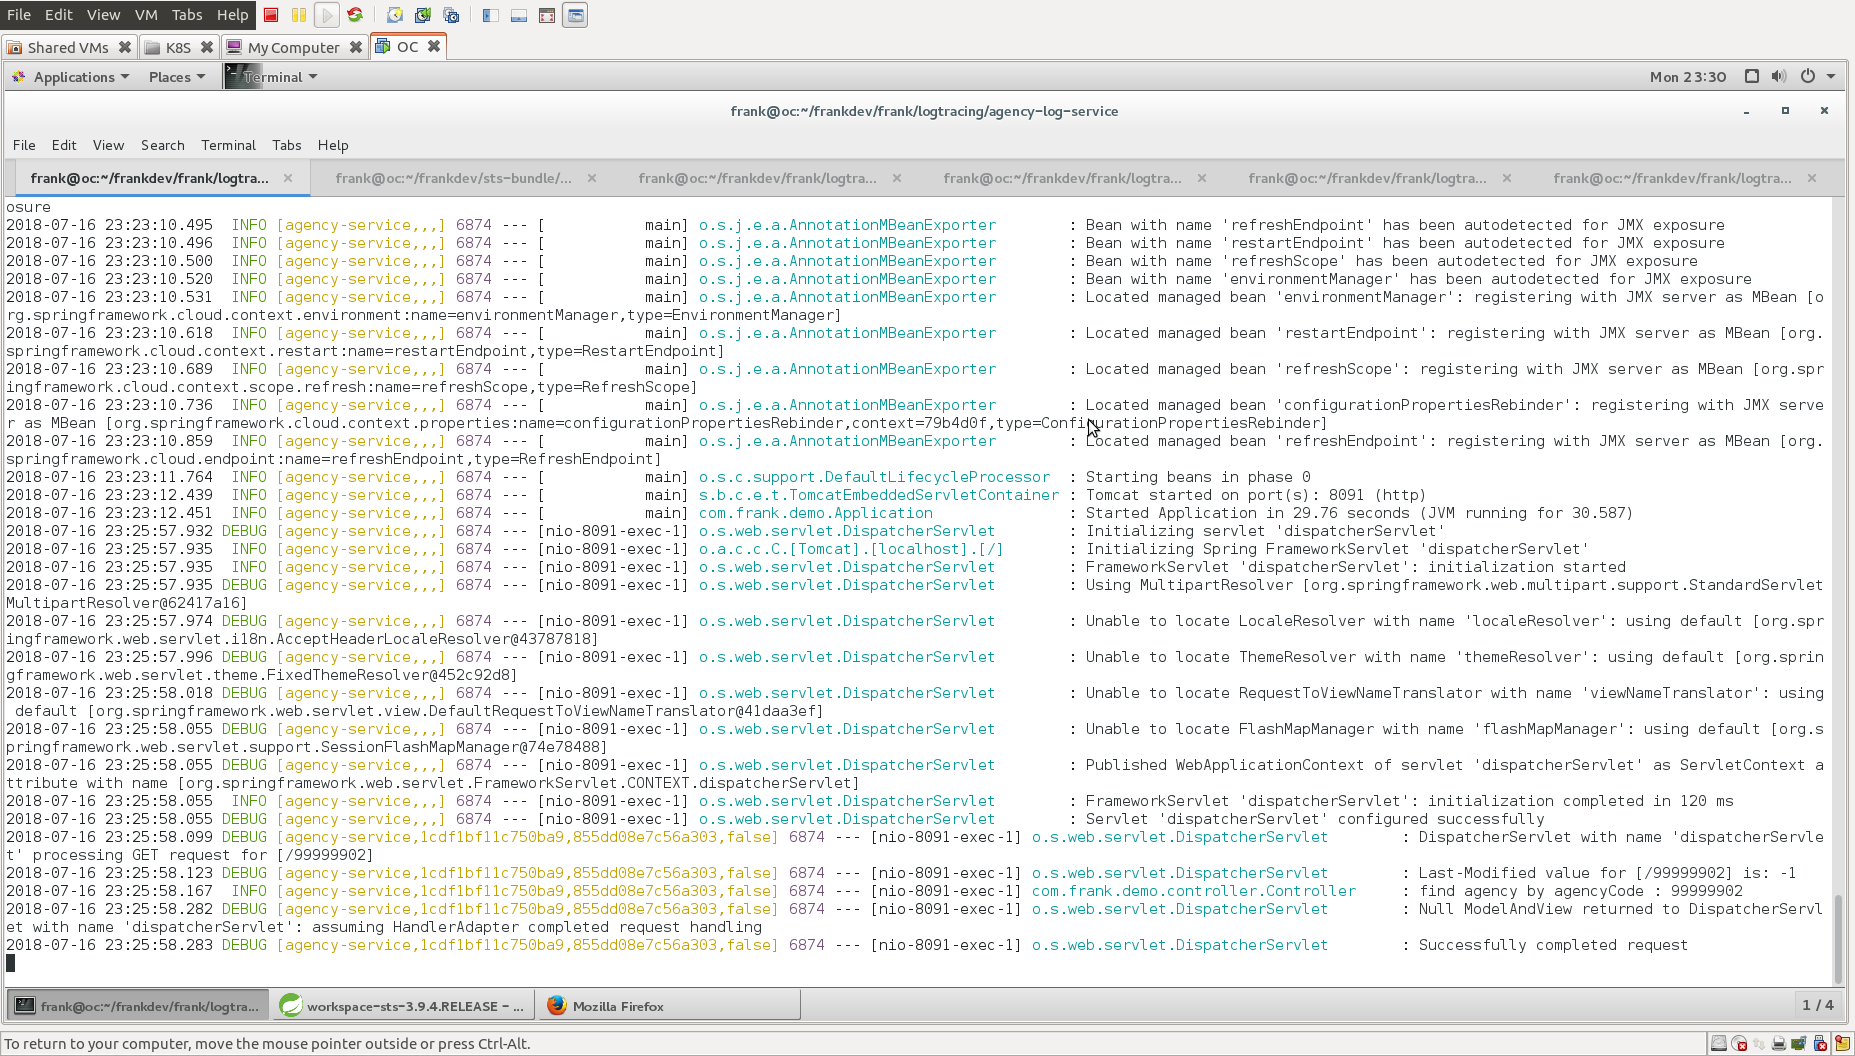 File Edit View VM Tabs Help
Shared VMs K8S My Computer OC
Applications Places Terminal Mon 23:30
frank@oc:~/frankdev/frank/logtracing/agency-log-service
File Edit View Search Terminal Tabs Help
frank@oc:~/frankdev/frank/logtra... frank@oc:~/frankdev/sts-bundle/... frank@oc:~/frankdev/frank/logtra... frank@oc:~/frankdev/frank/logtra... frank@oc:~/frankdev/frank/logtra... frank@oc:~/frankdev/frank/logtra...
osure
2018-07-16 23:23:10.495  INFO [agency-service,,,] 6874 --- [           main] o.s.j.e.a.AnnotationMBeanExporter        : Bean with name 'refreshEndpoint' has been autodetected for JMX exposure
2018-07-16 23:23:10.496  INFO [agency-service,,,] 6874 --- [           main] o.s.j.e.a.AnnotationMBeanExporter        : Bean with name 'restartEndpoint' has been autodetected for JMX exposure
2018-07-16 23:23:10.500  INFO [agency-service,,,] 6874 --- [           main] o.s.j.e.a.AnnotationMBeanExporter        : Bean with name 'refreshScope' has been autodetected for JMX exposure
2018-07-16 23:23:10.520  INFO [agency-service,,,] 6874 --- [           main] o.s.j.e.a.AnnotationMBeanExporter        : Bean with name 'environmentManager' has been autodetected for JMX exposure
2018-07-16 23:23:10.531  INFO [agency-service,,,] 6874 --- [           main] o.s.j.e.a.AnnotationMBeanExporter        : Located managed bean 'environmentManager': registering with JMX server as MBean [o
rg.springframework.cloud.context.environment:name=environmentManager,type=EnvironmentManager]
2018-07-16 23:23:10.618  INFO [agency-service,,,] 6874 --- [           main] o.s.j.e.a.AnnotationMBeanExporter        : Located managed bean 'restartEndpoint': registering with JMX server as MBean [org.
springframework.cloud.context.restart:name=restartEndpoint,type=RestartEndpoint]
2018-07-16 23:23:10.689  INFO [agency-service,,,] 6874 --- [           main] o.s.j.e.a.AnnotationMBeanExporter        : Located managed bean 'refreshScope': registering with JMX server as MBean [org.spr
ingframework.cloud.context.scope.refresh:name=refreshScope,type=RefreshScope]
2018-07-16 23:23:10.736  INFO [agency-service,,,] 6874 --- [           main] o.s.j.e.a.AnnotationMBeanExporter        : Located managed bean 'configurationPropertiesRebinder': registering with JMX serve
r as MBean [org.springframework.cloud.context.properties:name=configurationPropertiesRebinder,context=79b4d0f,type=ConfigurationPropertiesRebinder]
2018-07-16 23:23:10.859  INFO [agency-service,,,] 6874 --- [           main] o.s.j.e.a.AnnotationMBeanExporter        : Located managed bean 'refreshEndpoint': registering with JMX server as MBean [org.
springframework.cloud.endpoint:name=refreshEndpoint,type=RefreshEndpoint]
2018-07-16 23:23:11.764  INFO [agency-service,,,] 6874 --- [           main] o.s.c.support.DefaultLifecycleProcessor  : Starting beans in phase 0
2018-07-16 23:23:12.439  INFO [agency-service,,,] 6874 --- [           main] s.b.c.e.t.TomcatEmbeddedServletContainer : Tomcat started on port(s): 8091 (http)
2018-07-16 23:23:12.451  INFO [agency-service,,,] 6874 --- [           main] com.frank.demo.Application               : Started Application in 29.76 seconds (JVM running for 30.587)
2018-07-16 23:25:57.932 DEBUG [agency-service,,,] 6874 --- [nio-8091-exec-1] o.s.web.servlet.DispatcherServlet        : Initializing servlet 'dispatcherServlet'
2018-07-16 23:25:57.935  INFO [agency-service,,,] 6874 --- [nio-8091-exec-1] o.a.c.c.C.[Tomcat].[localhost].[/]       : Initializing Spring FrameworkServlet 'dispatcherServlet'
2018-07-16 23:25:57.935  INFO [agency-service,,,] 6874 --- [nio-8091-exec-1] o.s.web.servlet.DispatcherServlet        : FrameworkServlet 'dispatcherServlet': initialization started
2018-07-16 23:25:57.935 DEBUG [agency-service,,,] 6874 --- [nio-8091-exec-1] o.s.web.servlet.DispatcherServlet        : Using MultipartResolver [org.springframework.web.multipart.support.StandardServlet
MultipartResolver@62417a16]
2018-07-16 23:25:57.974 DEBUG [agency-service,,,] 6874 --- [nio-8091-exec-1] o.s.web.servlet.DispatcherServlet        : Unable to locate LocaleResolver with name 'localeResolver': using default [org.spr
ingframework.web.servlet.i18n.AcceptHeaderLocaleResolver@43787818]
2018-07-16 23:25:57.996 DEBUG [agency-service,,,] 6874 --- [nio-8091-exec-1] o.s.web.servlet.DispatcherServlet        : Unable to locate ThemeResolver with name 'themeResolver': using default [org.sprin
gframework.web.servlet.theme.FixedThemeResolver@452c92d8]
2018-07-16 23:25:58.018 DEBUG [agency-service,,,] 6874 --- [nio-8091-exec-1] o.s.web.servlet.DispatcherServlet        : Unable to locate RequestToViewNameTranslator with name 'viewNameTranslator': using
 default [org.springframework.web.servlet.view.DefaultRequestToViewNameTranslator@41daa3ef]
2018-07-16 23:25:58.055 DEBUG [agency-service,,,] 6874 --- [nio-8091-exec-1] o.s.web.servlet.DispatcherServlet        : Unable to locate FlashMapManager with name 'flashMapManager': using default [org.s
pringframework.web.servlet.support.SessionFlashMapManager@74e78488]
2018-07-16 23:25:58.055 DEBUG [agency-service,,,] 6874 --- [nio-8091-exec-1] o.s.web.servlet.DispatcherServlet        : Published WebApplicationContext of servlet 'dispatcherServlet' as ServletContext a
ttribute with name [org.springframework.web.servlet.FrameworkServlet.CONTEXT.dispatcherServlet]
2018-07-16 23:25:58.055  INFO [agency-service,,,] 6874 --- [nio-8091-exec-1] o.s.web.servlet.DispatcherServlet        : FrameworkServlet 'dispatcherServlet': initialization completed in 120 ms
2018-07-16 23:25:58.055 DEBUG [agency-service,,,] 6874 --- [nio-8091-exec-1] o.s.web.servlet.DispatcherServlet        : Servlet 'dispatcherServlet' configured successfully
2018-07-16 23:25:58.099 DEBUG [agency-service,1cdf1bf11c750ba9,855dd08e7c56a303,false] 6874 --- [nio-8091-exec-1] o.s.web.servlet.DispatcherServlet        : DispatcherServlet with name 'dispatcherServle
t' processing GET request for [/99999902]
2018-07-16 23:25:58.123 DEBUG [agency-service,1cdf1bf11c750ba9,855dd08e7c56a303,false] 6874 --- [nio-8091-exec-1] o.s.web.servlet.DispatcherServlet        : Last-Modified value for [/99999902] is: -1
2018-07-16 23:25:58.167  INFO [agency-service,1cdf1bf11c750ba9,855dd08e7c56a303,false] 6874 --- [nio-8091-exec-1] com.frank.demo.controller.Controller     : find agency by agencyCode : 99999902
2018-07-16 23:25:58.282 DEBUG [agency-service,1cdf1bf11c750ba9,855dd08e7c56a303,false] 6874 --- [nio-8091-exec-1] o.s.web.servlet.DispatcherServlet        : Null ModelAndView returned to DispatcherServl
et with name 'dispatcherServlet': assuming HandlerAdapter completed request handling
2018-07-16 23:25:58.283 DEBUG [agency-service,1cdf1bf11c750ba9,855dd08e7c56a303,false] 6874 --- [nio-8091-exec-1] o.s.web.servlet.DispatcherServlet        : Successfully completed request
frank@oc:~/frankdev/frank/logtra... workspace-sts-3.9.4.RELEASE - ... Mozilla Firefox 1 / 4
To return to your computer, move the mouse pointer outside or press Ctrl-Alt.